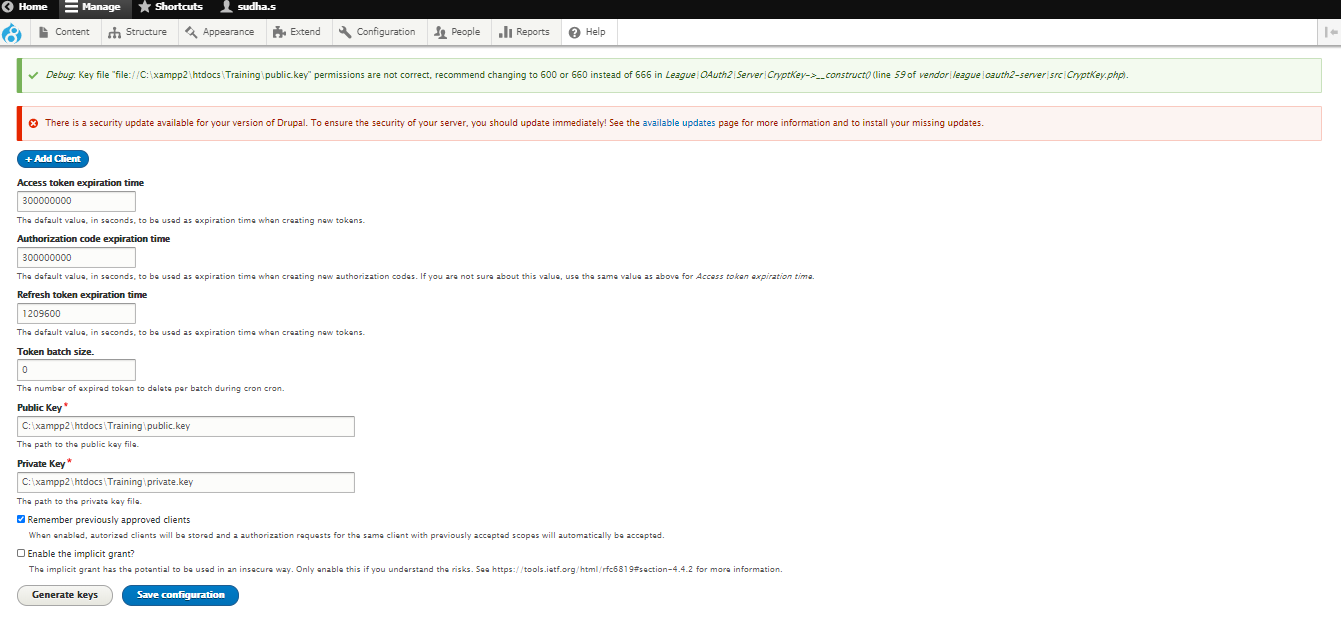 Home Manage Shortcuts sudha.s
Content Structure Appearance Extend Configuration People Reports Help
Debug: Key file "file://C:\xampp2\htdocs\Training\public.key" permissions are not correct, recommend changing to 600 or 660 instead of 666 in League\OAuth2\Server\CryptKey->__construct() (line 59 of vendor\league\oauth2-server\src\CryptKey.php).
There is a security update available for your version of Drupal. To ensure the security of your server, you should update immediately! See the available updates page for more information and to install your missing updates.
+ Add Client
Access token expiration time
300000000
The default value, in seconds, to be used as expiration time when creating new tokens.
Authorization code expiration time
300000000
The default value, in seconds, to be used as expiration time when creating new authorization codes. If you are not sure about this value, use the same value as above for Access token expiration time.
Refresh token expiration time
1209600
The default value, in seconds, to be used as expiration time when creating new tokens.
Token batch size.
0
The number of expired token to delete per batch during cron cron.
Public Key *
C:\xampp2\htdocs\Training\public.key
The path to the public key file.
Private Key *
C:\xampp2\htdocs\Training\private.key
The path to the private key file.
Remember previously approved clients
When enabled, autorized clients will be stored and a authorization requests for the same client with previously accepted scopes will automatically be accepted.
Enable the implicit grant?
The implicit grant has the potential to be used in an insecure way. Only enable this if you understand the risks. See https://tools.ietf.org/html/rfc6819#section-4.4.2 for more information.
Generate keys Save configuration